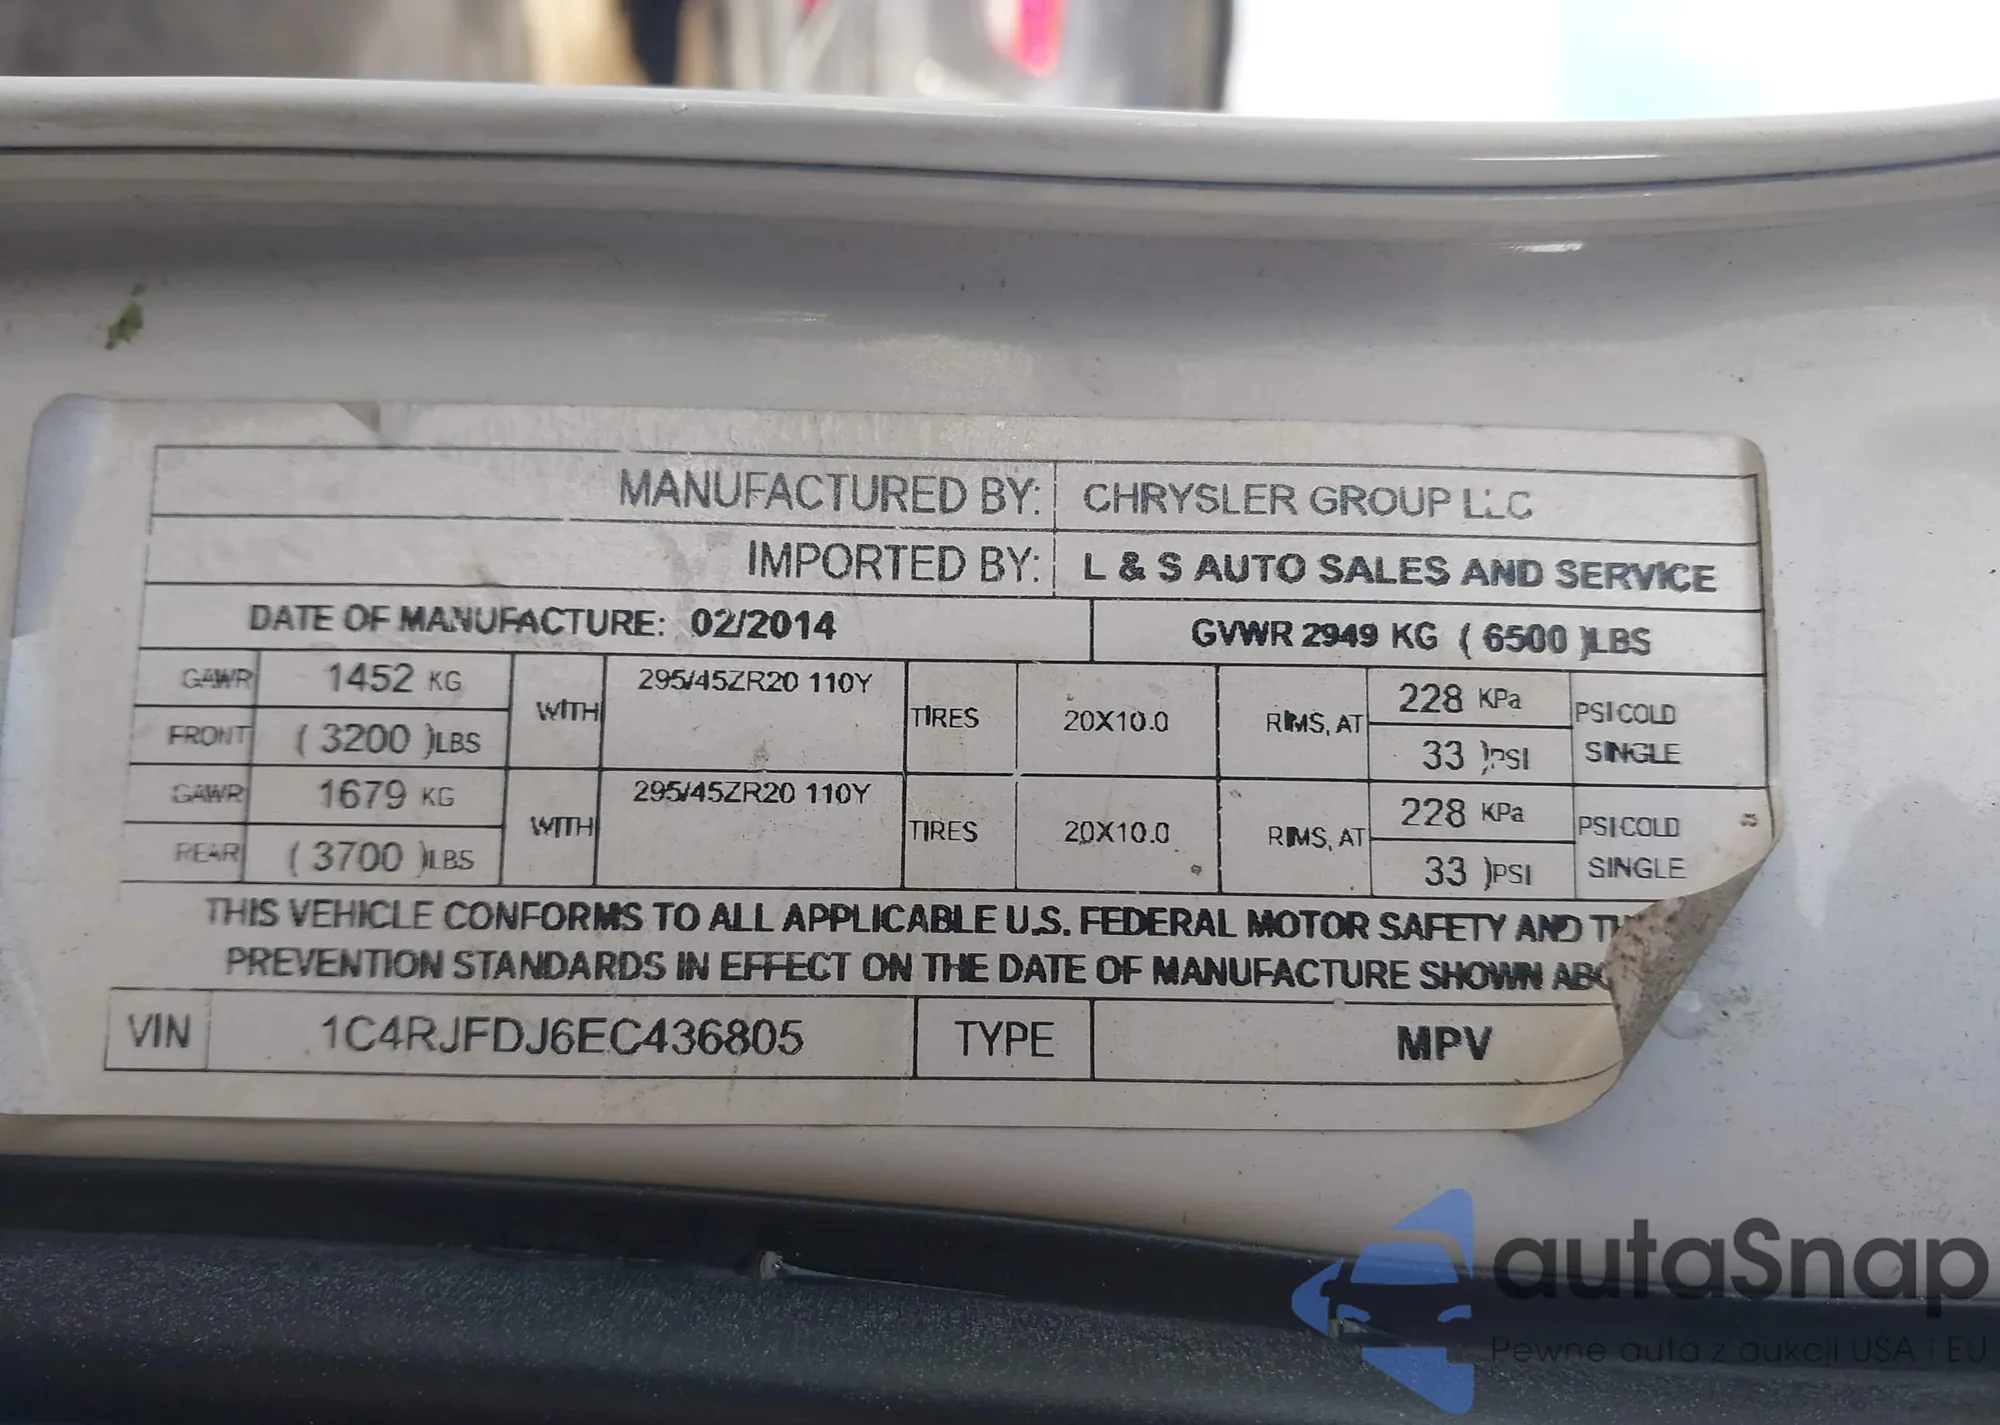 MANUFACTURED BY: CHRYSLER GROUP LLC
IMPORTED BY: L & S AUTO SALES AND SERVICE
DATE OF MANUFACTURE: 02/2014 GVWR 2949 KG ( 6500 )LBS
GAWR 1452 KG WITH 295/45ZR20 110Y TIRES 20X10.0 RIMS, AT 228 KPa PSI COLD
FRONT ( 3200 )LBS 33 )PSI SINGLE
GAWR 1679 KG WITH 295/45ZR20 110Y TIRES 20X10.0 RIMS, AT 228 KPa PSI COLD
REAR ( 3700 )LBS 33 )PSI SINGLE
THIS VEHICLE CONFORMS TO ALL APPLICABLE U.S. FEDERAL MOTOR SAFETY AND
PREVENTION STANDARDS IN EFFECT ON THE DATE OF MANUFACTURE SHOWN
VIN 1C4RJFDJ6EC436805 TYPE MPV
autaSnap
Pewne auta z aukcji USA i EU